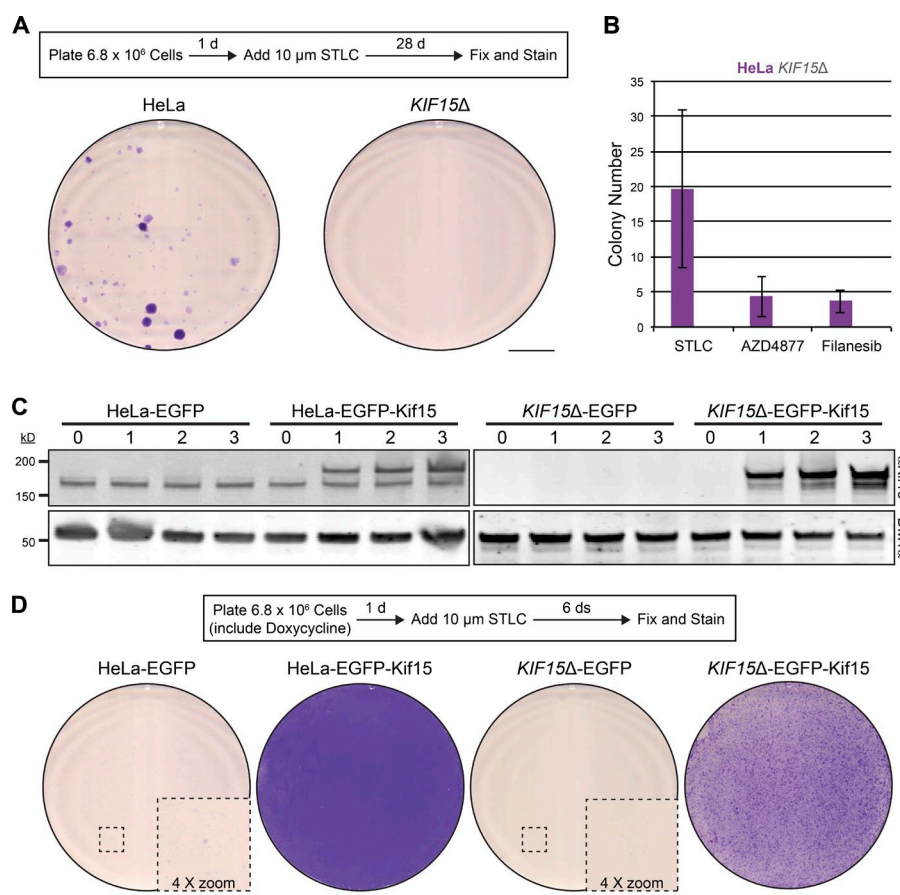 A
Plate 6.8 x 10⁶ Cells 1 d Add 10 µm STLC 28 d Fix and Stain
HeLa KIF15Δ
B
HeLa KIF15Δ
Colony Number
35
30
25
20
15
10
5
0
STLC AZD4877 Filanesib
C
HeLa-EGFP HeLa-EGFP-Kif15 KIF15Δ-EGFP KIF15Δ-EGFP-Kif15
kD 0 1 2 3 0 1 2 3 0 1 2 3 0 1 2 3
200
150
50
D
Plate 6.8 x 10⁶ Cells
(include Doxycycline) 1 d Add 10 µm STLC 6 ds Fix and Stain
HeLa-EGFP HeLa-EGFP-Kif15 KIF15Δ-EGFP KIF15Δ-EGFP-Kif15
4 X zoom 4 X zoom